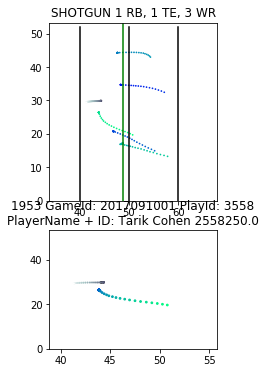 SHOTGUN 1 RB, 1 TE, 3 WR
50
40
30
20
10
0
40 50 60
1953 GameId: 2017091001 PlayId: 3558
PlayerName + ID: Tarik Cohen 2558250.0
40
20
0
40 45 50 55